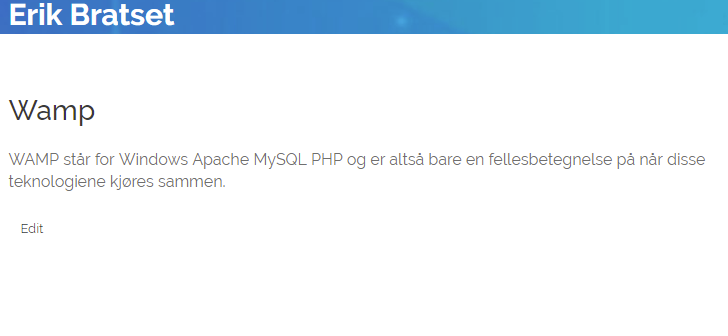 Erik Bratset
Wamp
WAMP står for Windows Apache MySQL PHP og er altså bare en fellesbetegnelse på når disse
teknologiene kjøres sammen.
Edit